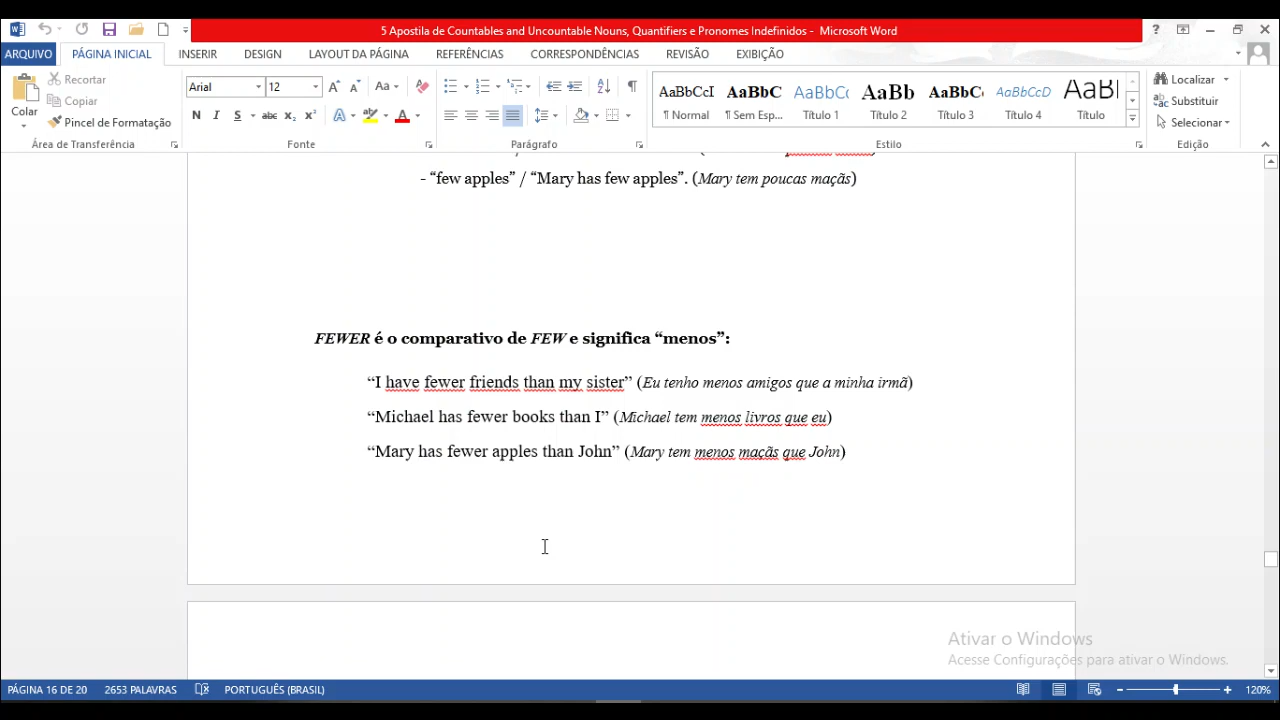 5 Apostila de Countables and Uncountable Nouns, Quantifiers e Pronomes Indefinidos - Microsoft Word
ARQUIVO PÁGINA INICIAL INSERIR DESIGN LAYOUT DA PÁGINA REFERÊNCIAS CORRESPONDÊNCIAS REVISÃO EXIBIÇÃO
Colar
Recortar
Copiar
Pincel de Formatação
Área de Transferência
Arial 12
N I S abc x₂ x² A A
Fonte
Parágrafo
AaBbCcI AaBbC AaBbCc AaBb AaBbCc AaBbCcD AaBl
¶ Normal ¶ Sem Esp... Título 1 Título 2 Título 3 Título 4 Título
Estilo
Localizar
Substituir
Selecionar
Edição
- “few apples” / “Mary has few apples”. (Mary tem poucas maçãs)
FEWER é o comparativo de FEW e significa “menos”:
“I have fewer friends than my sister” (Eu tenho menos amigos que a minha irmã)
“Michael has fewer books than I” (Michael tem menos livros que eu)
“Mary has fewer apples than John” (Mary tem menos maçãs que John)
Ativar o Windows
Acesse Configurações para ativar o Windows.
PÁGINA 16 DE 20 2653 PALAVRAS PORTUGUÊS (BRASIL) 120%